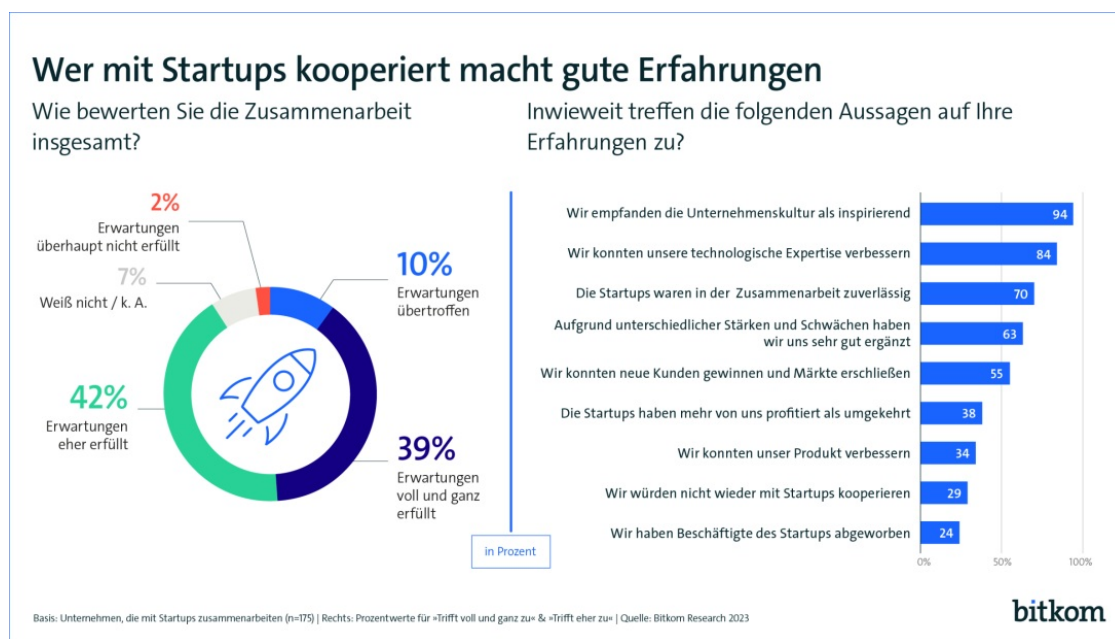 Wer mit Startups kooperiert macht gute Erfahrungen
Wie bewerten Sie die Zusammenarbeit
insgesamt?
2%
Erwartungen
überhaupt nicht erfüllt
7%
Weiß nicht / k. A.
10%
Erwartungen
übertroffen
42%
Erwartungen
eher erfüllt
39%
Erwartungen
voll und ganz
erfüllt
in Prozent
Inwieweit treffen die folgenden Aussagen auf Ihre
Erfahrungen zu?
Wir empfanden die Unternehmenskultur als inspirierend 94
Wir konnten unsere technologische Expertise verbessern 84
Die Startups waren in der Zusammenarbeit zuverlässig 70
Aufgrund unterschiedlicher Stärken und Schwächen haben
wir uns sehr gut ergänzt 63
Wir konnten neue Kunden gewinnen und Märkte erschließen 55
Die Startups haben mehr von uns profitiert als umgekehrt 38
Wir konnten unser Produkt verbessern 34
Wir würden nicht wieder mit Startups kooperieren 29
Wir haben Beschäftigte des Startups abgeworben 24
0% 50% 100%
Basis: Unternehmen, die mit Startups zusammenarbeiten (n=175) | Rechts: Prozentwerte für »Trifft voll und ganz zu« & »Trifft eher zu« | Quelle: Bitkom Research 2023
bitkom